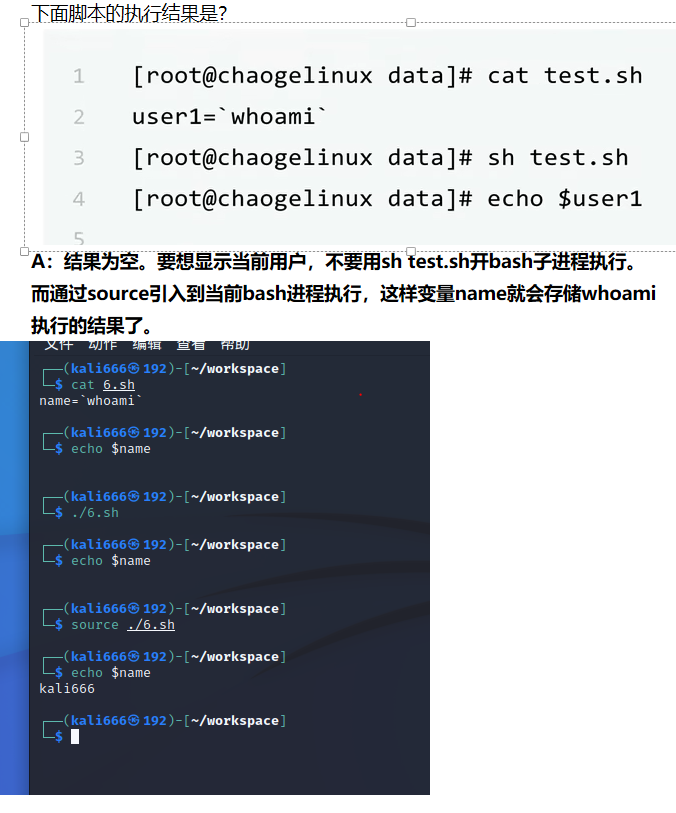 下面脚本的执行结果是？
1 [root@chaogelinux data]# cat test.sh
2 user1=`whoami`
3 [root@chaogelinux data]# sh test.sh
4 [root@chaogelinux data]# echo $user1
5
A：结果为空。要想显示当前用户，不要用sh test.sh开bash子进程执行。
而通过source引入到当前bash进程执行，这样变量name就会存储whoami
执行的结果了。
文件 动作 编辑 查看 帮助
┌──(kali666㉿192)-[~/workspace]
└─$ cat 6.sh
name=`whoami`
┌──(kali666㉿192)-[~/workspace]
└─$ echo $name
┌──(kali666㉿192)-[~/workspace]
└─$ ./6.sh
┌──(kali666㉿192)-[~/workspace]
└─$ echo $name
┌──(kali666㉿192)-[~/workspace]
└─$ source ./6.sh
┌──(kali666㉿192)-[~/workspace]
└─$ echo $name
kali666
┌──(kali666㉿192)-[~/workspace]
└─$